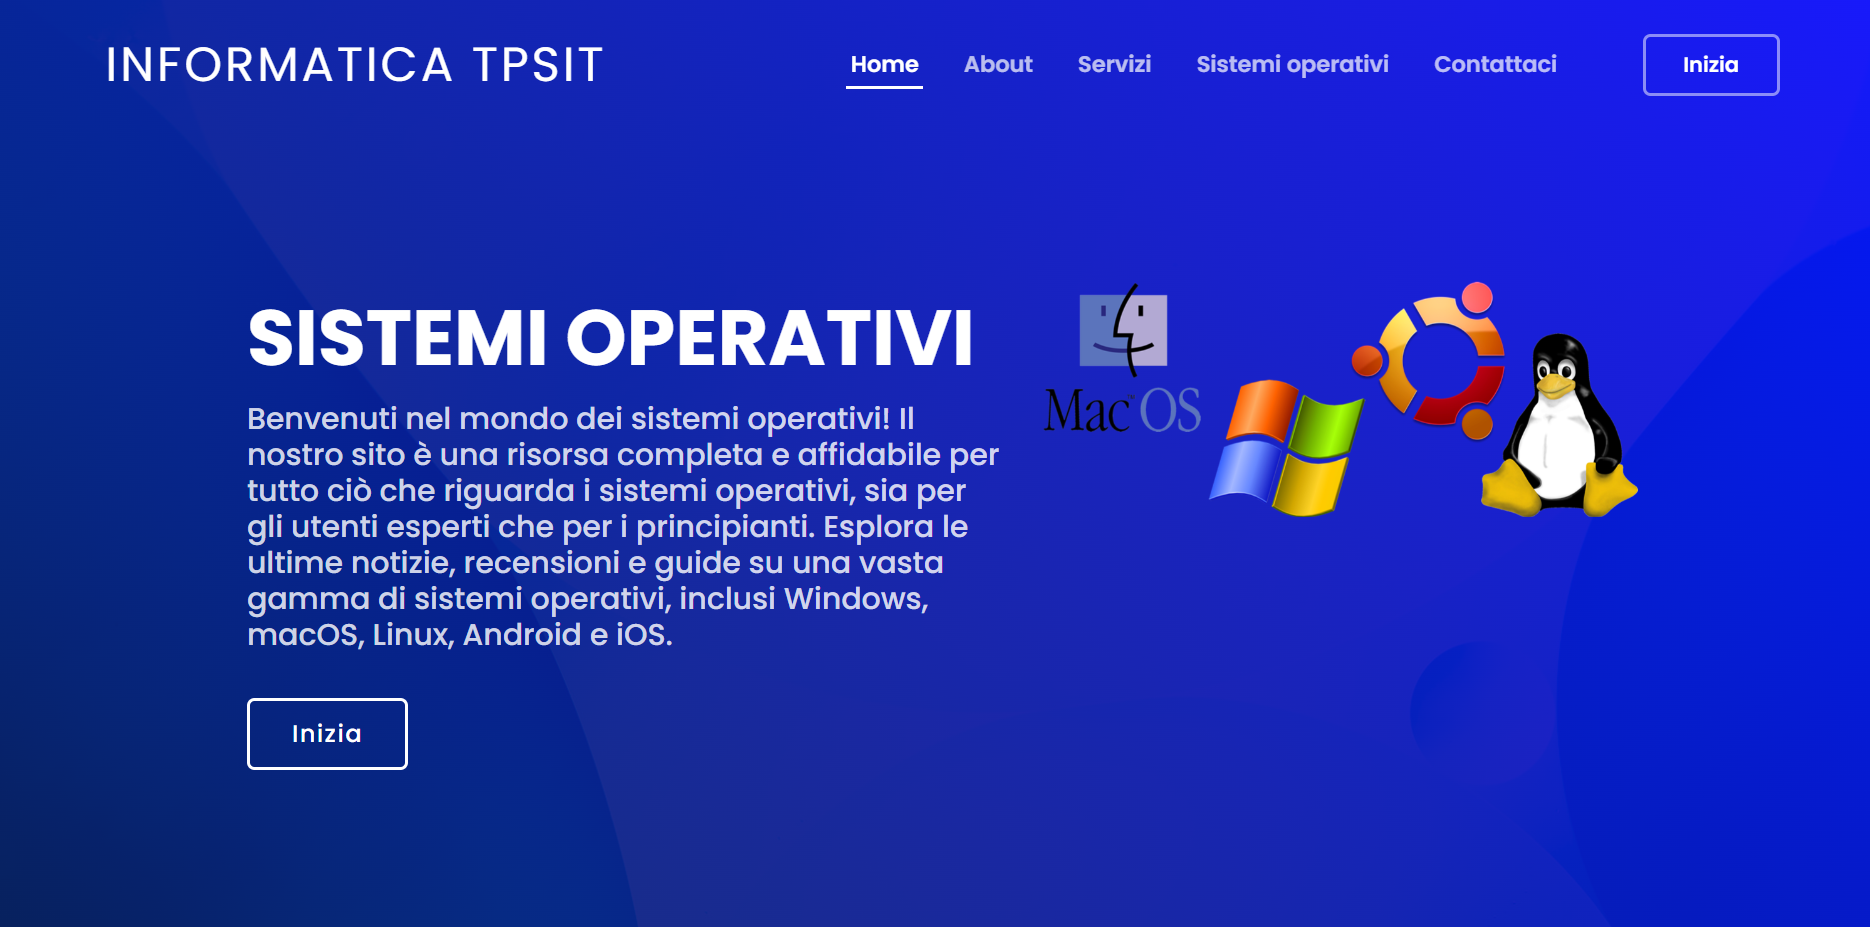 INFORMATICA TPSIT
Home About Servizi Sistemi operativi Contattaci Inizia
SISTEMI OPERATIVI
Benvenuti nel mondo dei sistemi operativi! Il
nostro sito è una risorsa completa e affidabile per
tutto ciò che riguarda i sistemi operativi, sia per
gli utenti esperti che per i principianti. Esplora le
ultime notizie, recensioni e guide su una vasta
gamma di sistemi operativi, inclusi Windows,
macOS, Linux, Android e iOS.
Inizia
Mac OS